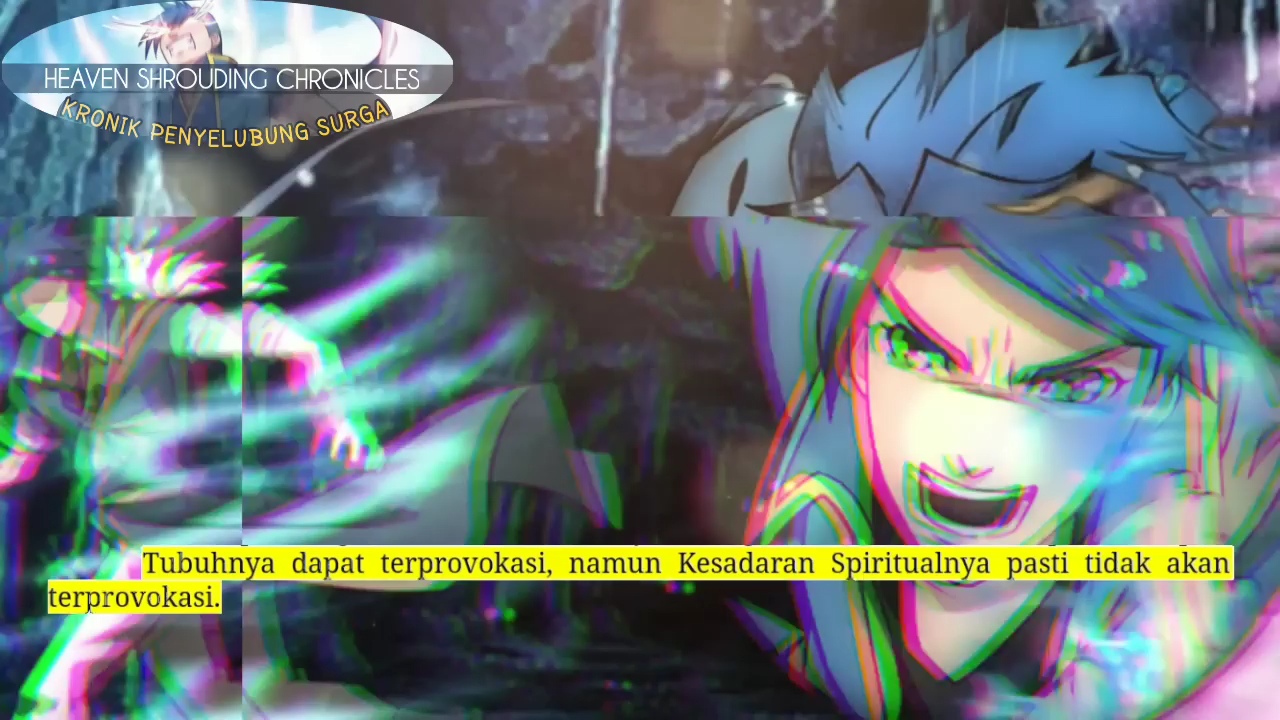 HEAVEN SHROUDING CHRONICLES
KRONIK PENYELUBUNG SURGA
Tubuhnya dapat terprovokasi, namun Kesadaran Spiritualnya pasti tidak akan
terprovokasi.